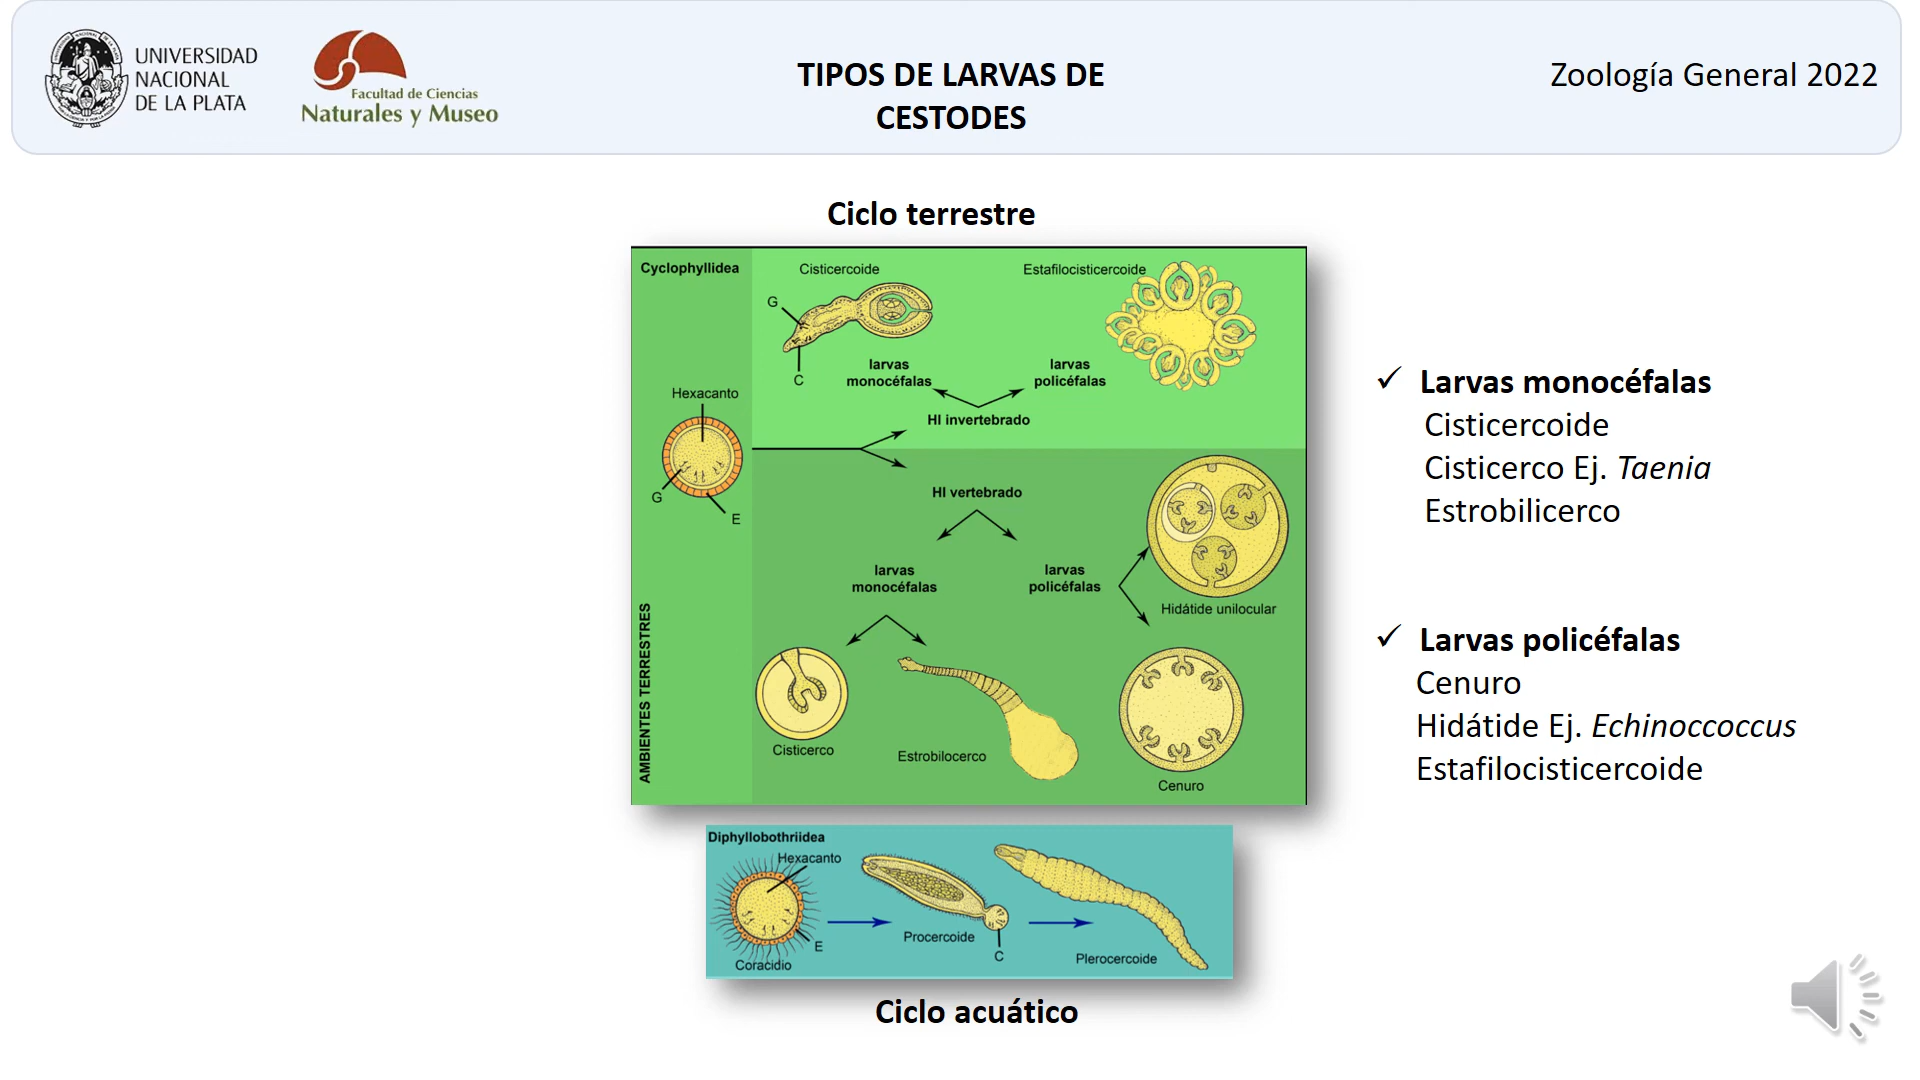 UNIVERSIDAD
NACIONAL
DE LA PLATA
Facultad de Ciencias
Naturales y Museo
TIPOS DE LARVAS DE
CESTODES
Zoología General 2022
Ciclo terrestre
Cyclophyllidea
Cisticercoide
Estafilocisticercoide
G
C
larvas
monocéfalas
larvas
policéfalas
HI invertebrado
Hexacanto
G
E
HI vertebrado
larvas
monocéfalas
larvas
policéfalas
Hidátide unilocular
Cisticerco
Estrobilocerco
Cenuro
AMBIENTES TERRESTRES
Larvas monocéfalas
Cisticercoide
Cisticerco Ej. Taenia
Estrobilicerco
Larvas policéfalas
Cenuro
Hidátide Ej. Echinoccoccus
Estafilocisticercoide
Diphyllobothriidea
Hexacanto
E
Coracidio
Procercoide
C
Plerocercoide
Ciclo acuático